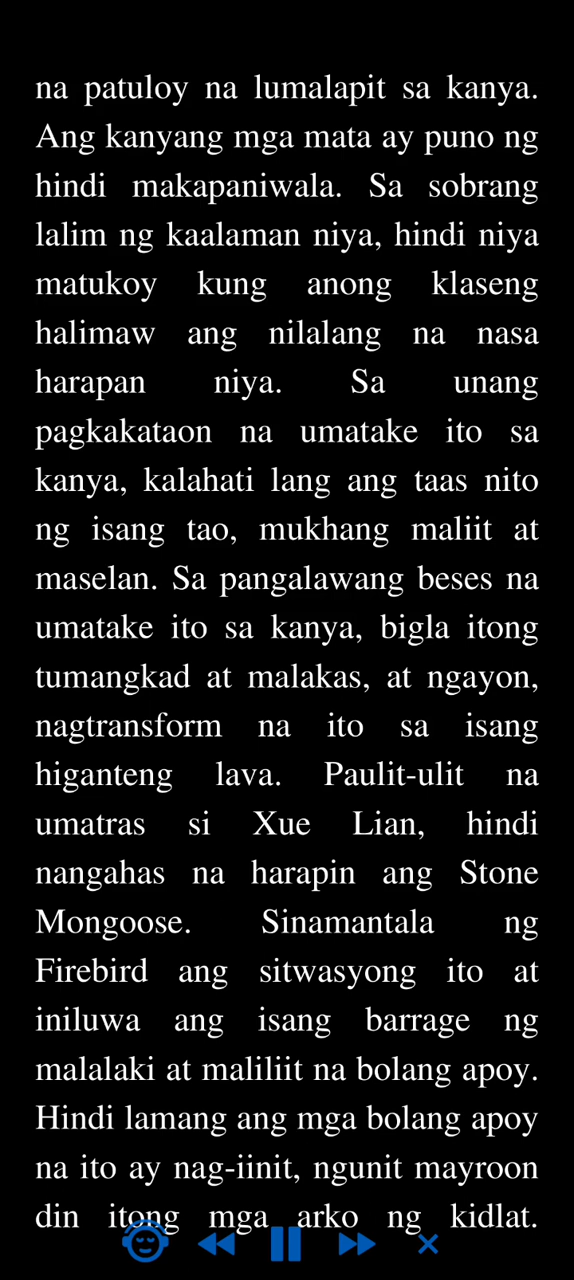 na patuloy na lumalapit sa kanya.
Ang kanyang mga mata ay puno ng
hindi makapaniwala. Sa sobrang
lalim ng kaalaman niya, hindi niya
matukoy kung anong klaseng
halimaw ang nilalang na nasa
harapan niya. Sa unang
pagkakataon na umatake ito sa
kanya, kalahati lang ang taas nito
ng isang tao, mukhang maliit at
maselan. Sa pangalawang beses na
umatake ito sa kanya, bigla itong
tumangkad at malakas, at ngayon,
nagtransform na ito sa isang
higanteng lava. Paulit-ulit na
umatras si Xue Lian, hindi
nangahas na harapin ang Stone
Mongoose. Sinamantala ng
Firebird ang sitwasyong ito at
iniluwa ang isang barrage ng
malalaki at maliliit na bolang apoy.
Hindi lamang ang mga bolang apoy
na ito ay nag-iinit, ngunit mayroon
din itong mga arko ng kidlat.